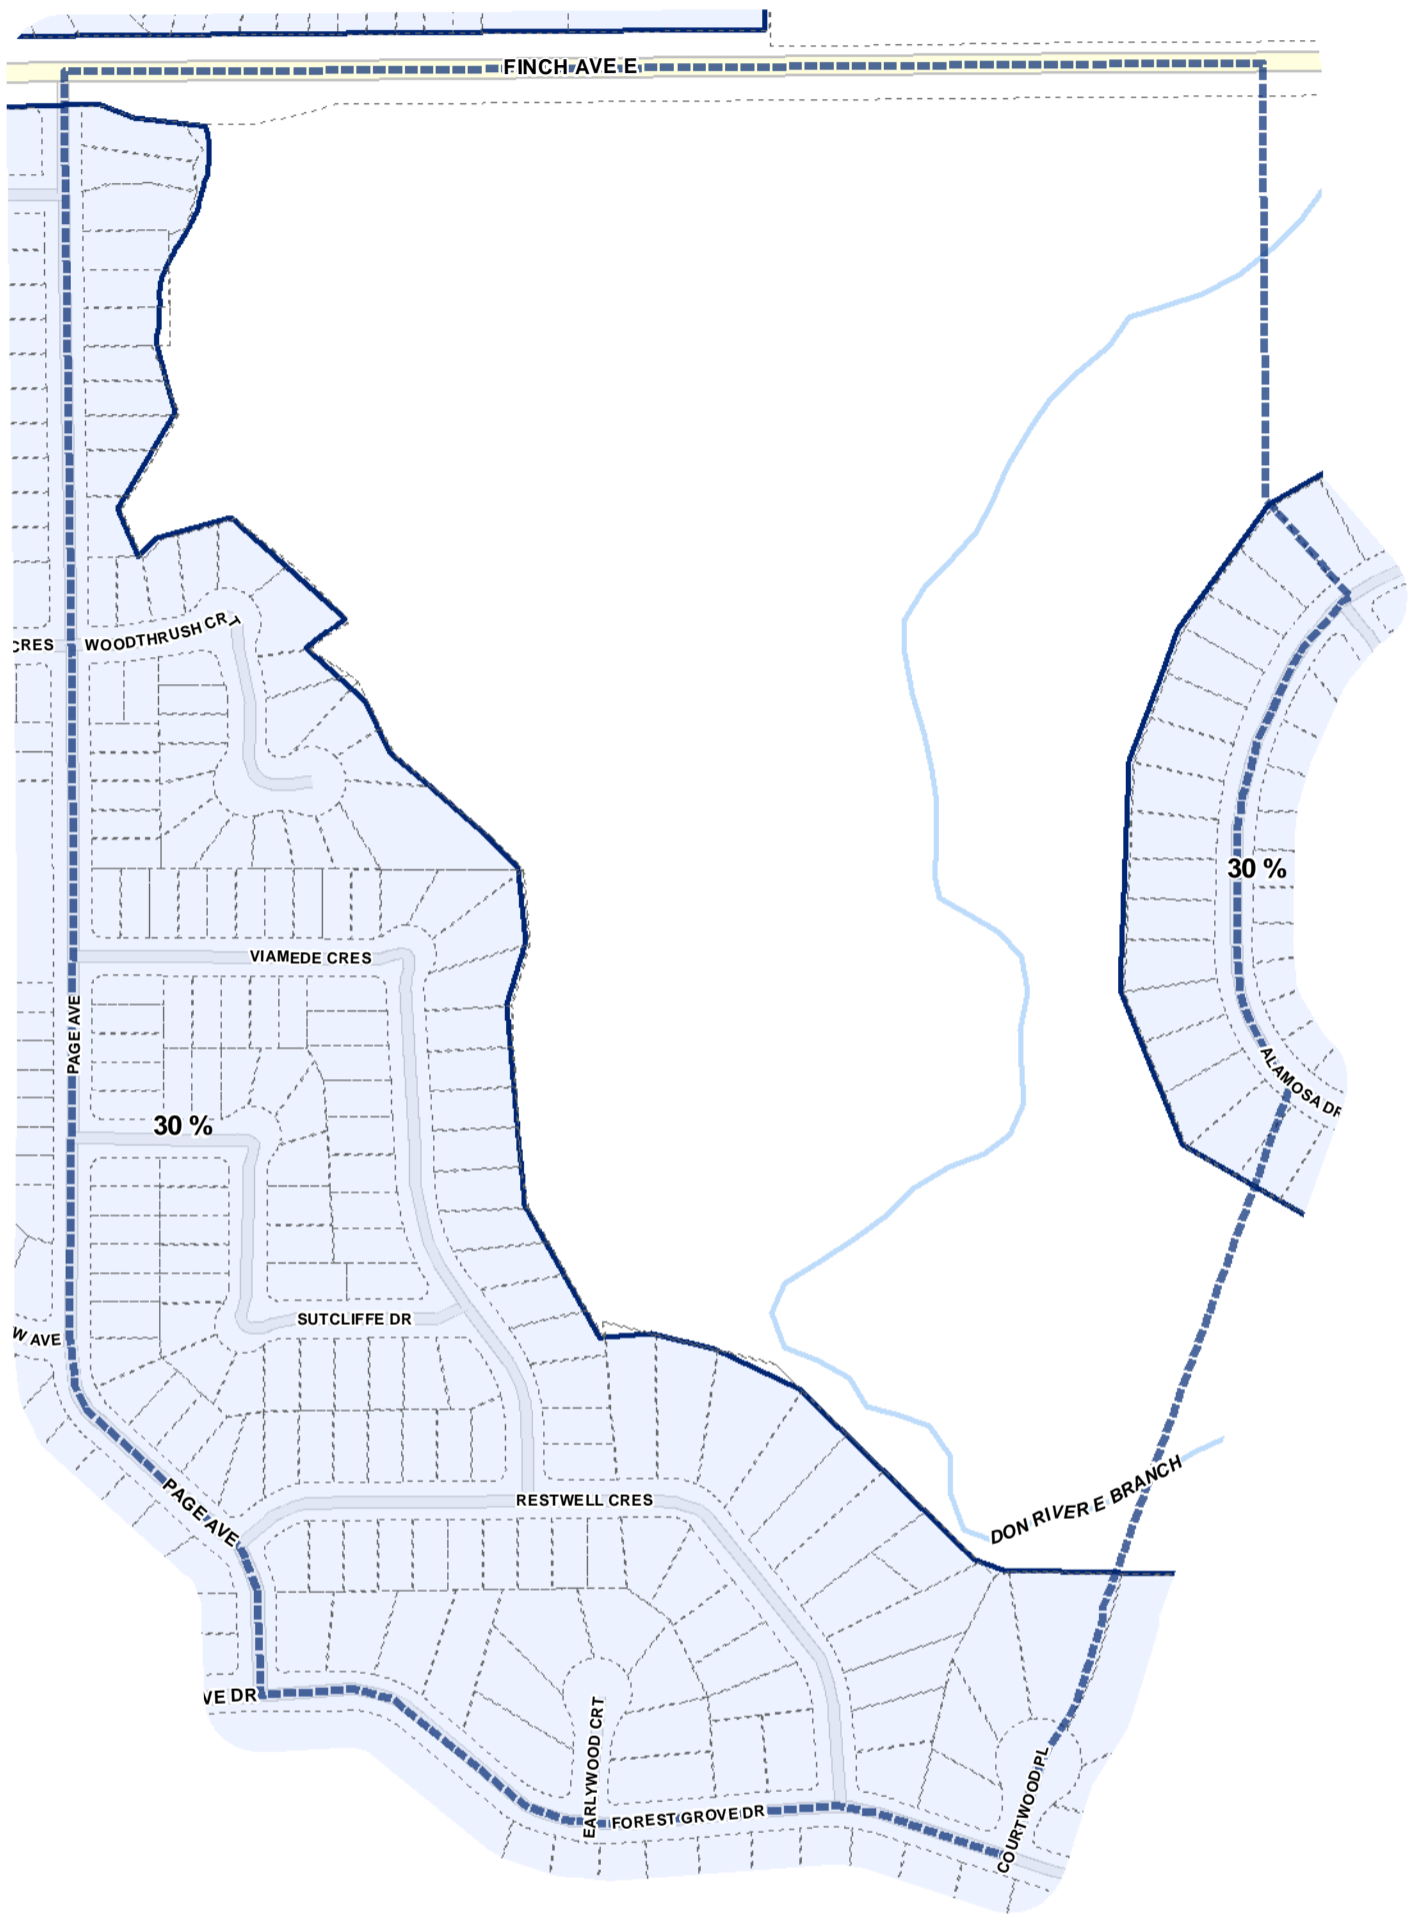 FINCH AVE E
CRES
WOODTHRUSH CRT
30 %
VIAMEDE CRES
PAGE AVE
ALAMOSA DR
30 %
SUTCLIFFE DR
W AVE
DON RIVER E BRANCH
PAGE AVE
RESTWELL CRES
VE DR
EARLYWOOD CRT
FOREST GROVE DR
COURTWOOD PL